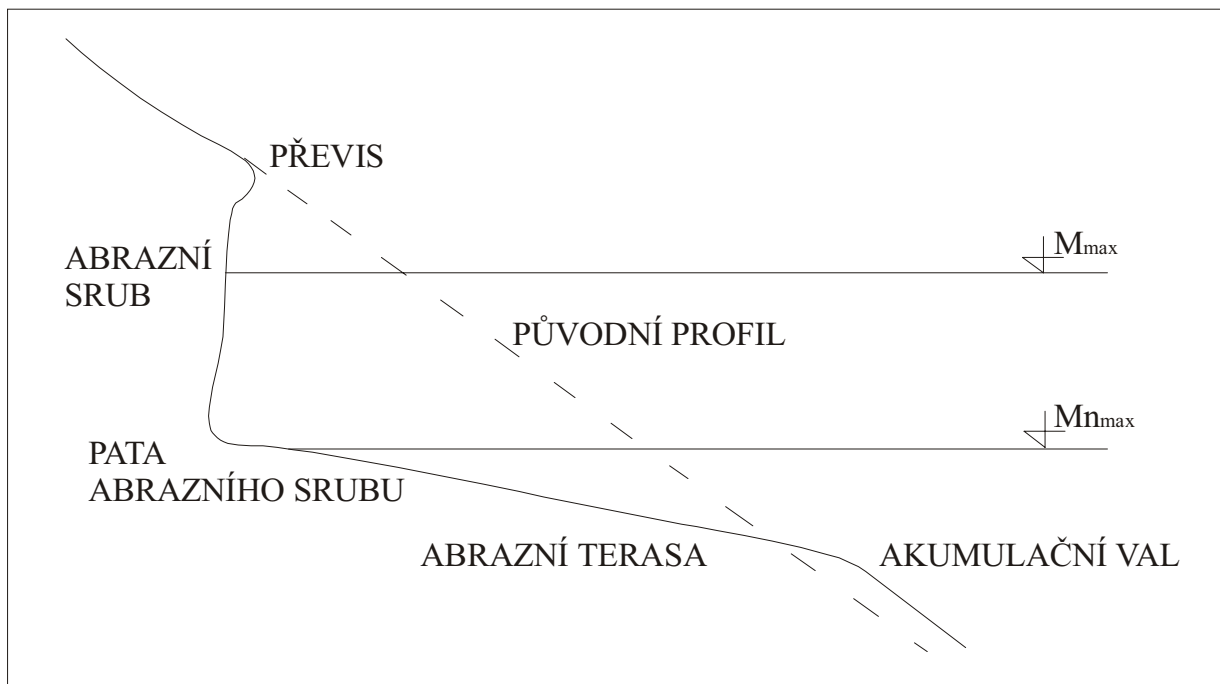 PŘEVIS
ABRAZNÍ
SRUB
Mmax
PŮVODNÍ PROFIL
Mnmax
PATA
ABRAZNÍHO SRUBU
ABRAZNÍ TERASA
AKUMULAČNÍ VAL